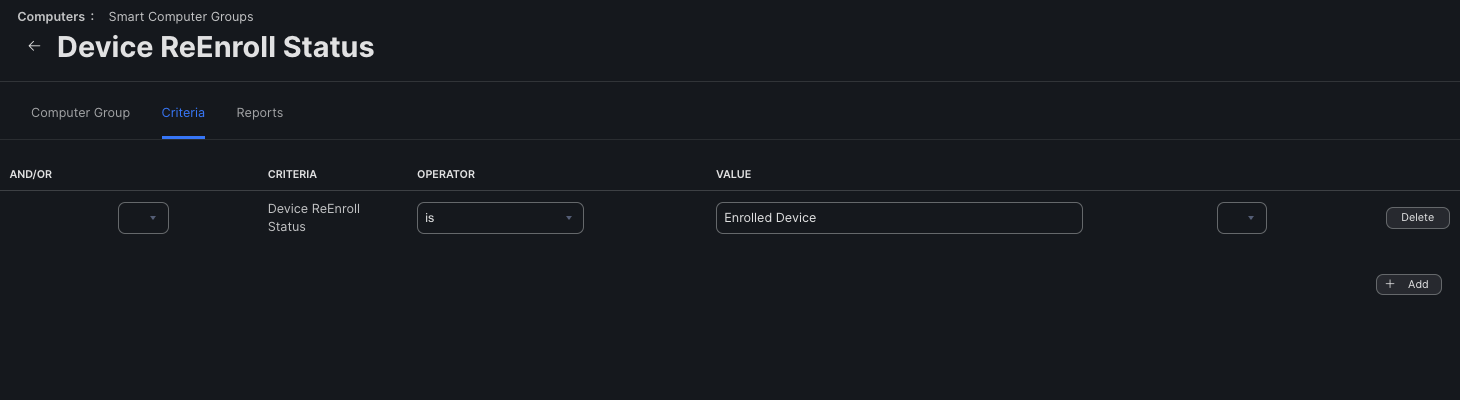 Computers : Smart Computer Groups
Device ReEnroll Status
Computer Group Criteria Reports
AND/OR CRITERIA OPERATOR VALUE
Device ReEnroll
Status
is
Enrolled Device
Delete
+ Add